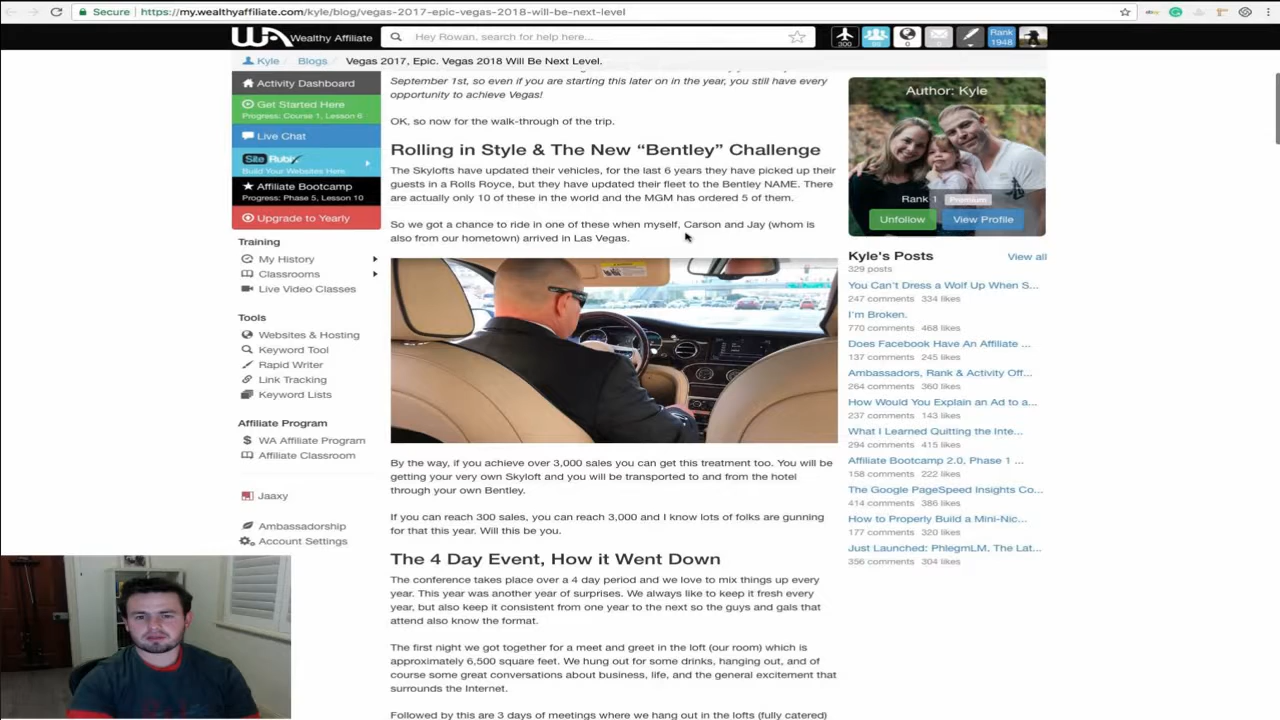 Secure
https://my.wealthyaffiliate.com/kyle/blog/vegas-2017-epic-vegas-2018-will-be-next-level
WA Wealthy Affiliate
Hey Rowan, search for help here...
300
99
0
0
Rank
1948
Kyle Blogs Vegas 2017, Epic. Vegas 2018 Will Be Next Level.
Activity Dashboard
Get Started Here
Progress: Course 1, Lesson 6
Live Chat
Site Rubix
Build Your Websites Here
Affiliate Bootcamp
Progress: Phase 5, Lesson 10
Upgrade to Yearly
Training
My History
Classrooms
Live Video Classes
Tools
Websites & Hosting
Keyword Tool
Rapid Writer
Link Tracking
Keyword Lists
Affiliate Program
WA Affiliate Program
Affiliate Classroom
Jaaxy
Ambassadorship
Account Settings
September 1st, so even if you are starting this later on in the year, you still have every
opportunity to achieve Vegas!
OK, so now for the walk-through of the trip.
Rolling in Style & The New “Bentley” Challenge
The Skylofts have updated their vehicles, for the last 6 years they have picked up their
guests in a Rolls Royce, but they have updated their fleet to the Bentley NAME. There
are actually only 10 of these in the world and the MGM has ordered 5 of them.
So we got a chance to ride in one of these when myself, Carson and Jay (whom is
also from our hometown) arrived in Las Vegas.
By the way, if you achieve over 3,000 sales you can get this treatment too. You will be
getting your very own Skyloft and you will be transported to and from the hotel
through your own Bentley.
If you can reach 300 sales, you can reach 3,000 and I know lots of folks are gunning
for that this year. Will this be you.
The 4 Day Event, How it Went Down
The conference takes place over a 4 day period and we love to mix things up every
year. This year was another year of surprises. We always like to keep it fresh every
year, but also keep it consistent from one year to the next so the guys and gals that
attend also know the format.
The first night we got together for a meet and greet in the loft (our room) which is
approximately 6,500 square feet. We hung out for some drinks, hanging out, and of
course some great conversations about business, life, and the general excitement that
surrounds the Internet.
Followed by this are 3 days of meetings where we hang out in the lofts (fully catered)
Author: Kyle
Rank 1 Premium
Unfollow View Profile
Kyle's Posts View all
329 posts
You Can't Dress a Wolf Up When S...
247 comments 334 likes
I'm Broken.
770 comments 468 likes
Does Facebook Have An Affiliate ...
137 comments 245 likes
Ambassadors, Rank & Activity Off...
264 comments 360 likes
How Would You Explain an Ad to a...
237 comments 143 likes
What I Learned Quitting the Inte...
294 comments 415 likes
Affiliate Bootcamp 2.0, Phase 1 ...
158 comments 222 likes
The Google PageSpeed Insights Co...
414 comments 386 likes
How to Properly Build a Mini-Nic...
177 comments 320 likes
Just Launched: PhlegmLM, The Lat...
356 comments 304 likes